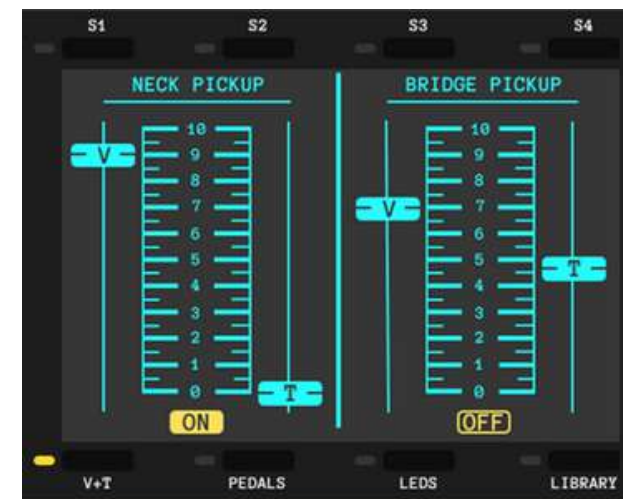 S1 S2 S3 S4
NECK PICKUP BRIDGE PICKUP
10 10
V 9 9
8 8
7 V 7
6 6
5 5 T
4 4
3 3
2 2
1 1
0 T 0
ON OFF
V+T PEDALS LEDS LIBRARY